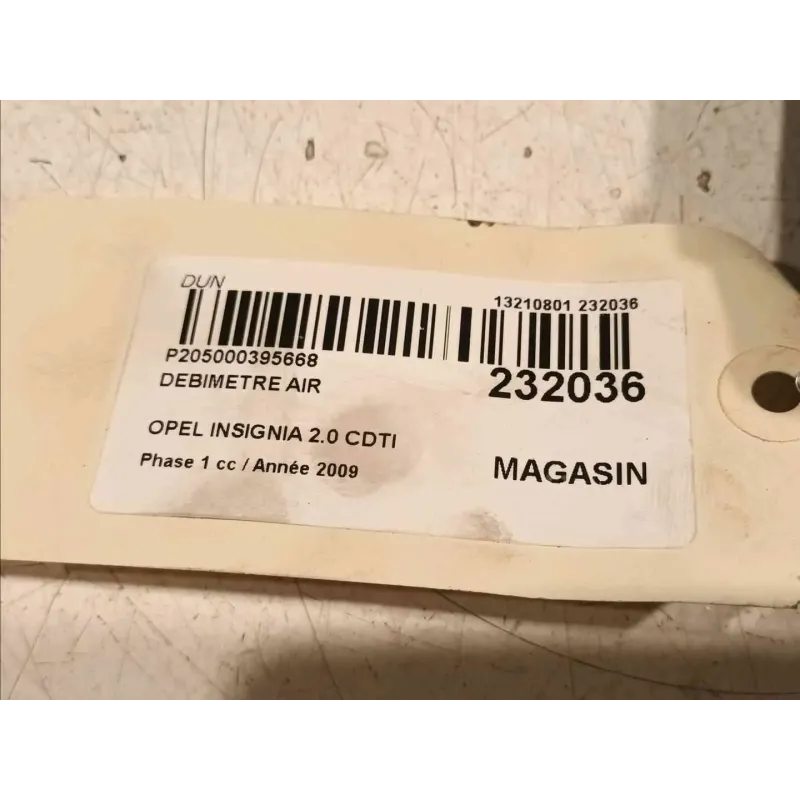 DUN
13210801 232036
P205000395668
232036
DEBIMETRE AIR
OPEL INSIGNIA 2.0 CDTI
Phase 1 cc / Année 2009
MAGASIN